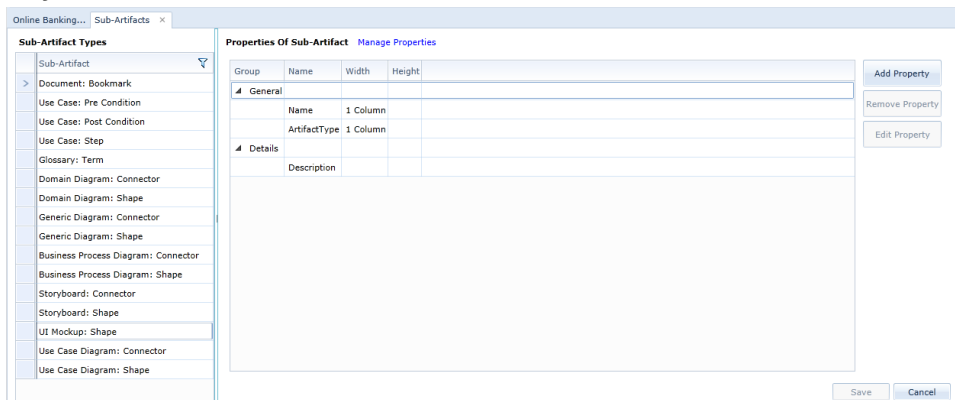 Online Banking... Sub-Artifacts ×
Sub-Artifact Types
Sub-Artifact
Document: Bookmark
Use Case: Pre Condition
Use Case: Post Condition
Use Case: Step
Glossary: Term
Domain Diagram: Connector
Domain Diagram: Shape
Generic Diagram: Connector
Generic Diagram: Shape
Business Process Diagram: Connector
Business Process Diagram: Shape
Storyboard: Connector
Storyboard: Shape
UI Mockup: Shape
Use Case Diagram: Connector
Use Case Diagram: Shape
Properties Of Sub-Artifact Manage Properties
Group Name Width Height
General
Name 1 Column
ArtifactType 1 Column
Details
Description
Add Property
Remove Property
Edit Property
Save Cancel